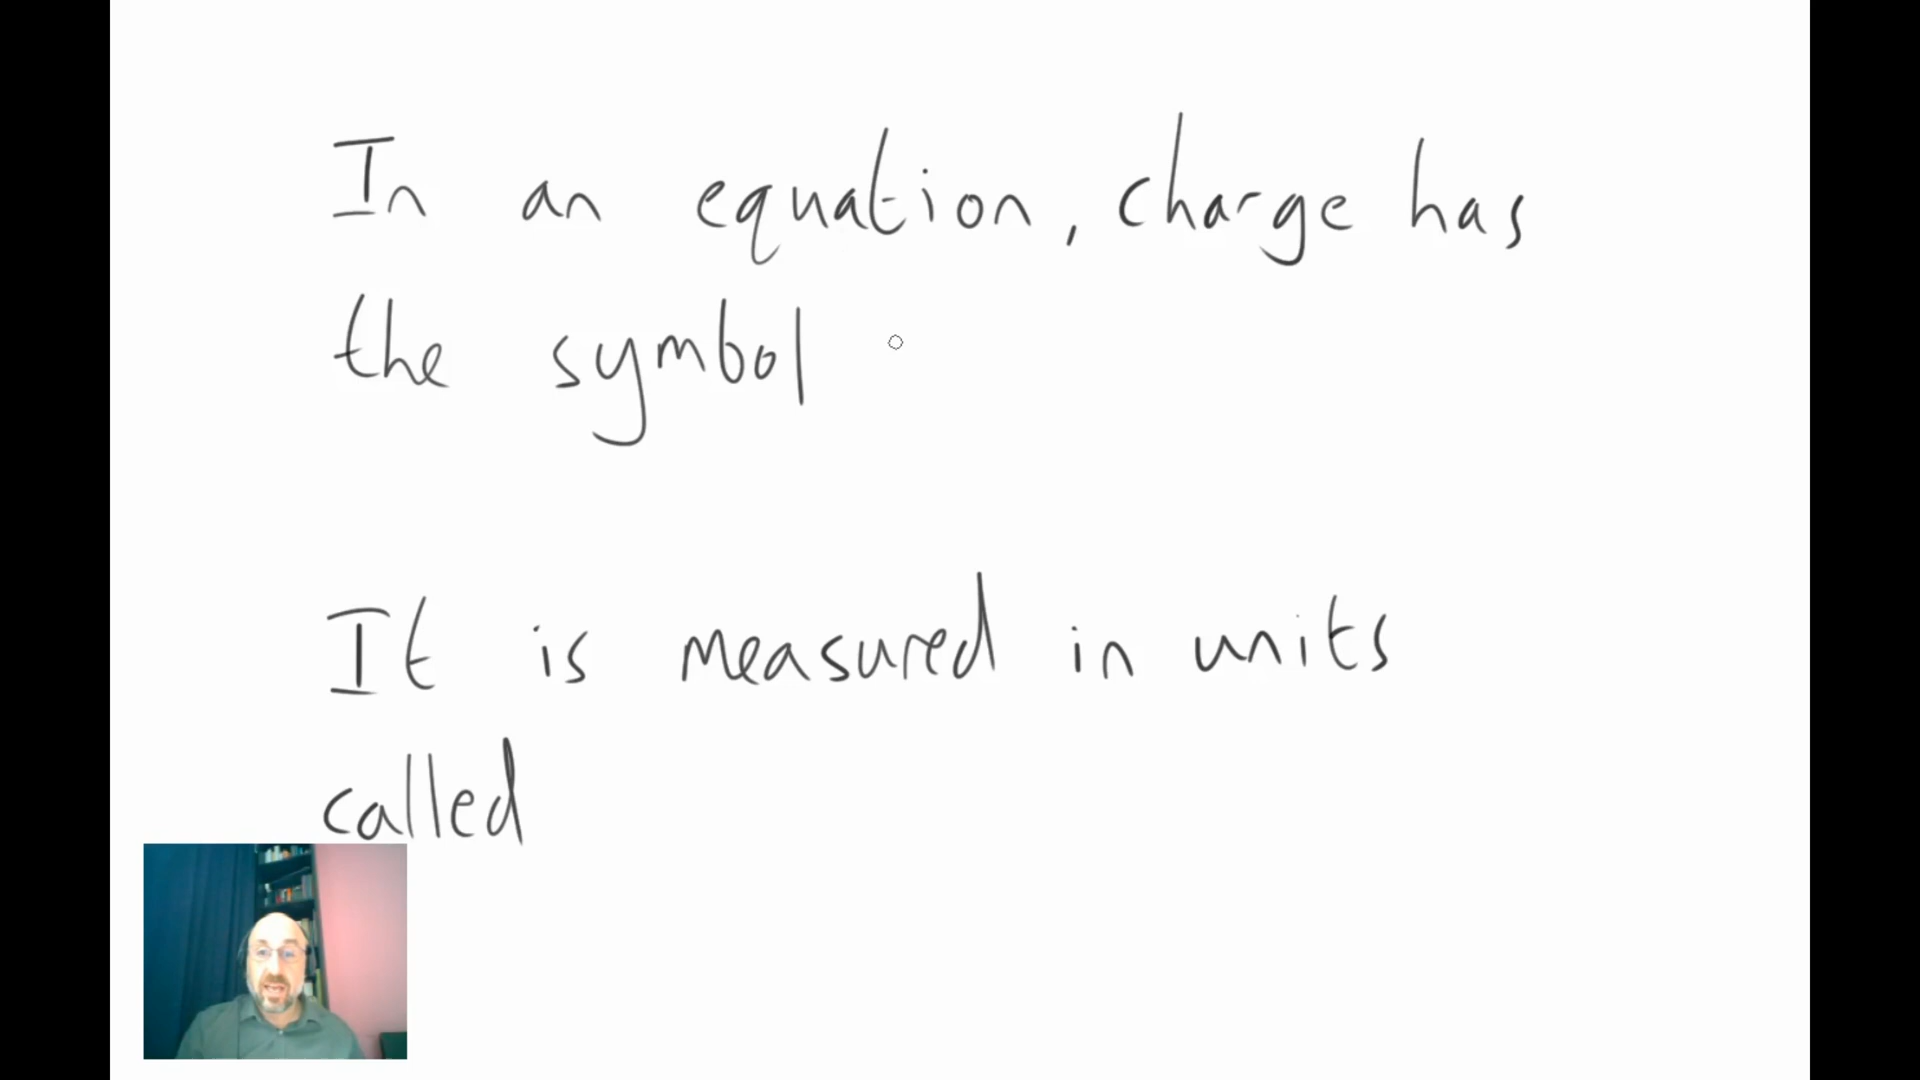 In an equation, charge has
the symbol
It is measured in units
called